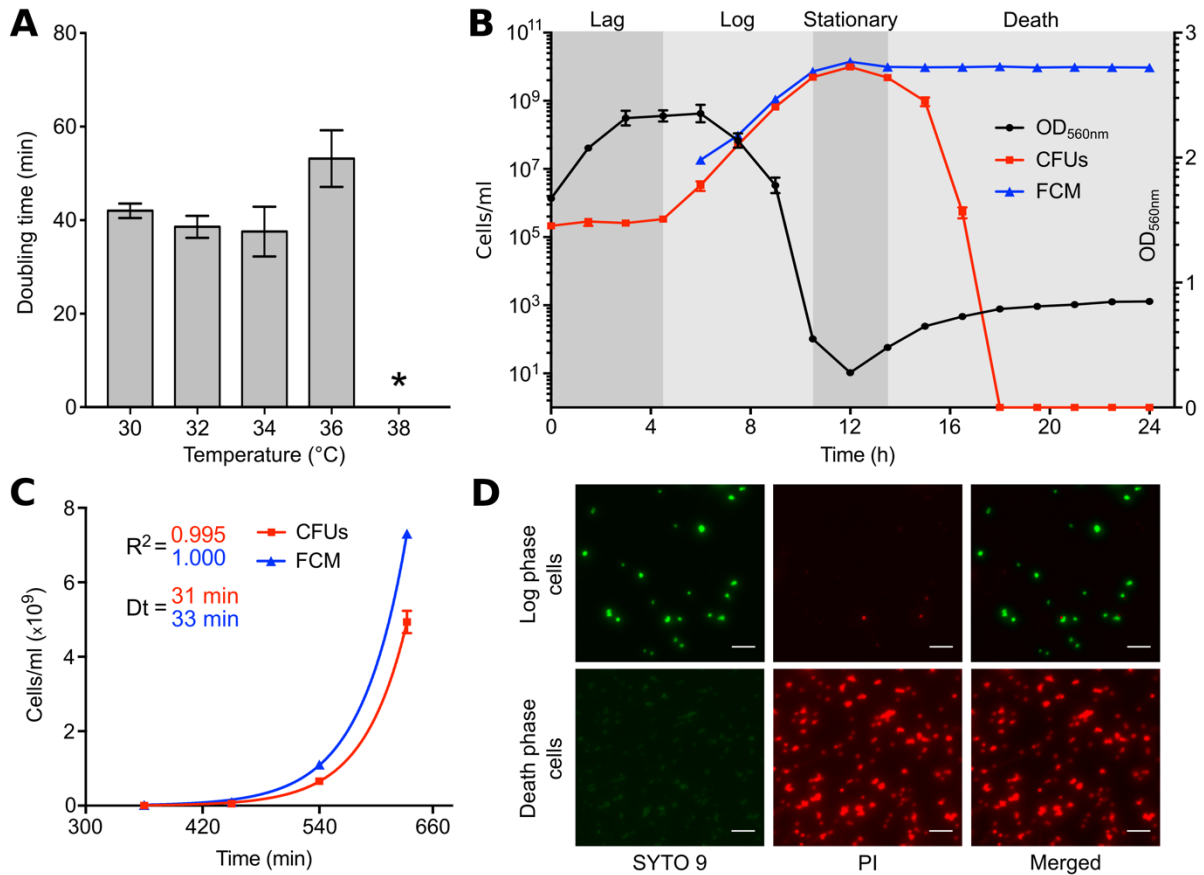 A
Doubling time (min)
80
60
40
20
0
30 32 34 36 38
*
Temperature (°C)
B
Lag Log Stationary Death
Cells/ml
10¹¹
10⁹
10⁷
10⁵
10³
10¹
OD560nm
CFUs
FCM
3
2
1
0
OD560nm
0 4 8 12 16 20 24
Time (h)
C
Cells/ml (x10⁹)
8
6
4
2
0
R² = 0.995
1.000
Dt = 31 min
33 min
CFUs
FCM
300 420 540 660
Time (min)
D
Log phase
cells
Death phase
cells
SYTO 9 PI Merged